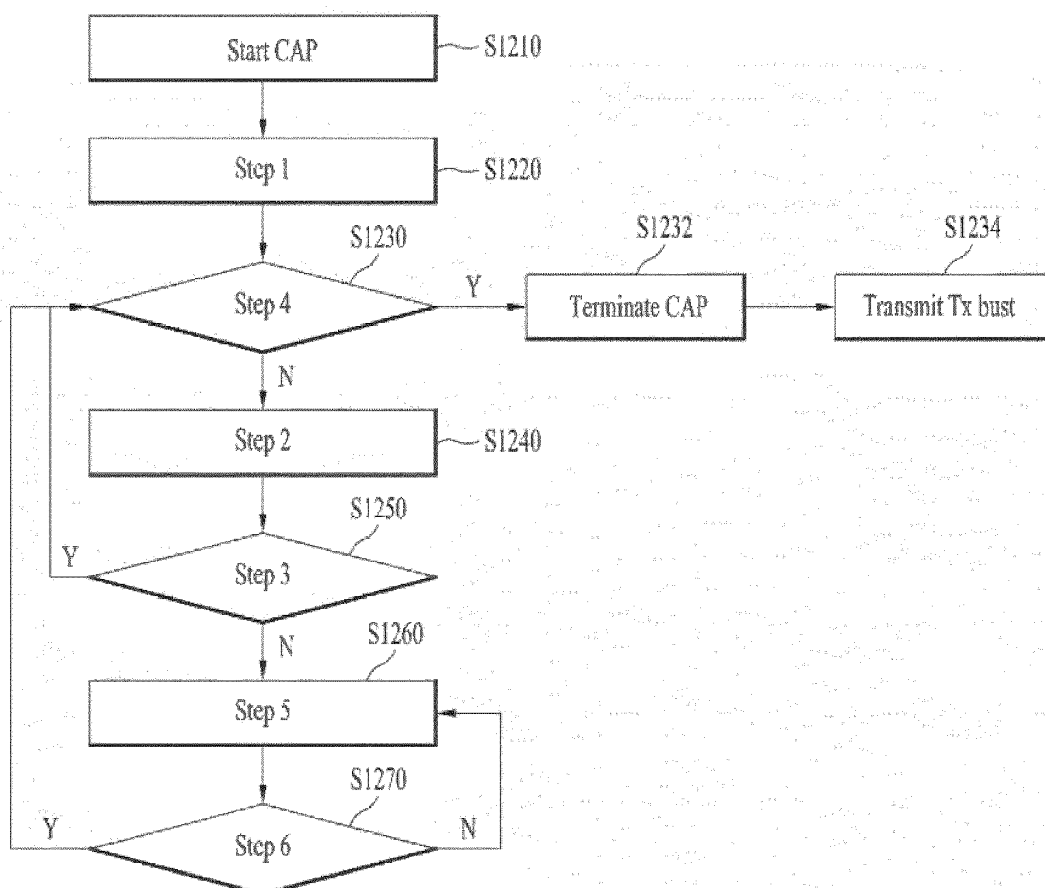 Start CAP
S1210
Step 1
S1220
S1230
Step 4
Y
S1232
Terminate CAP
S1234
Transmit Tx bust
N
Step 2
S1240
S1250
Y
Step 3
N
S1260
Step 5
S1270
Y
Step 6
N